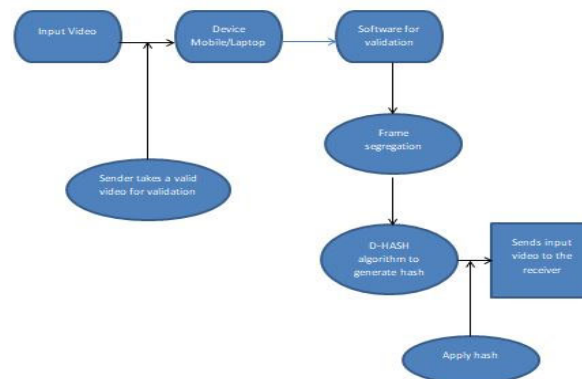 Input Video
Device
Mobile/Laptop
Software for
validation
Frame
segregation
Sender takes a valid
video for validation
D-HASH
algorithm to
generate hash
Sends input
video to the
receiver
Apply hash